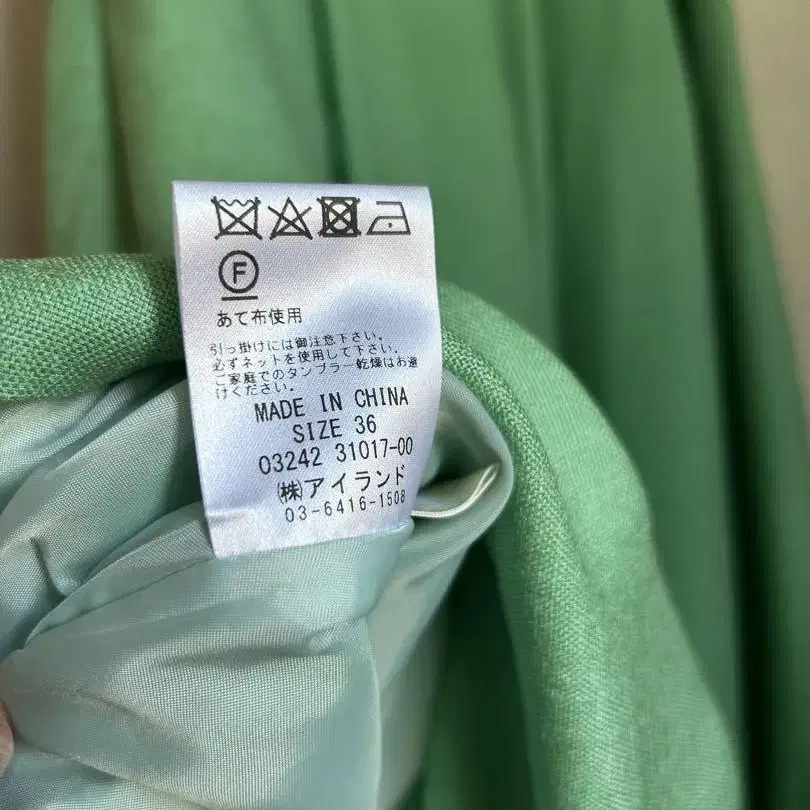 F
あて布使用
引っ掛けには御注意下さい。
必ずネットを使用して下さい。
ご家庭でのタンブラー乾燥はお避
けください。
MADE IN CHINA
SIZE 36
03242 31017-00
㈱アイランド
03-6416-1508